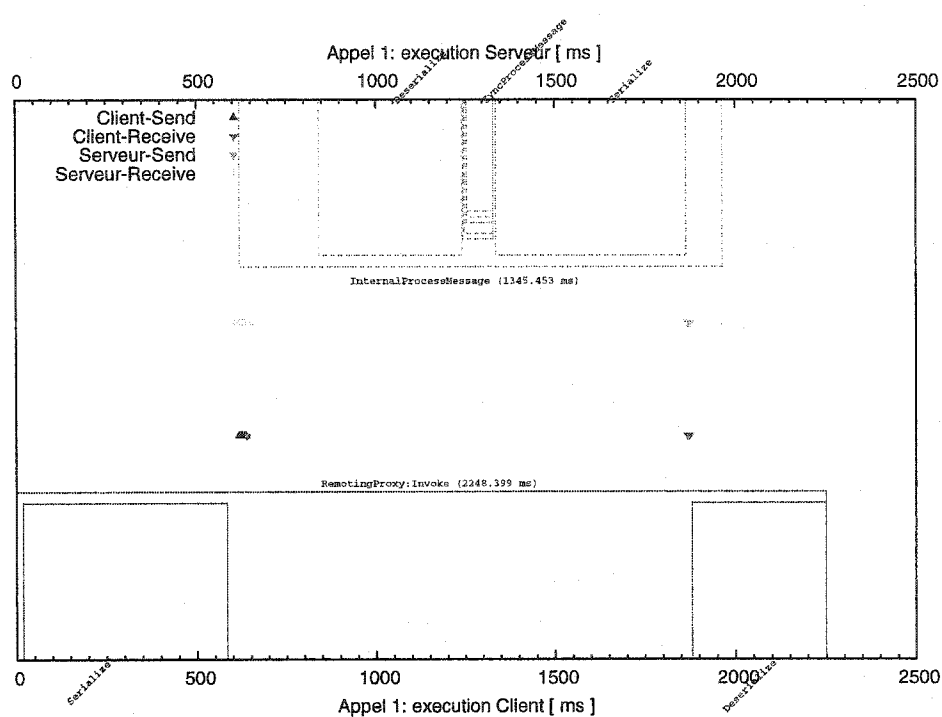 Appel 1: execution Serveur [ ms ]
0 500 1000 1500 2000 2500
Deserialize
SyncProcessMessage
Serialize
Client-Send
Client-Receive
Serveur-Send
Serveur-Receive
InternalProcessMessage (1345.453 ms)
RemotingProxy:Invoke (2248.399 ms)
0 500 1000 1500 2000 2500
Serialize
Deserialize
Appel 1: execution Client [ ms ]